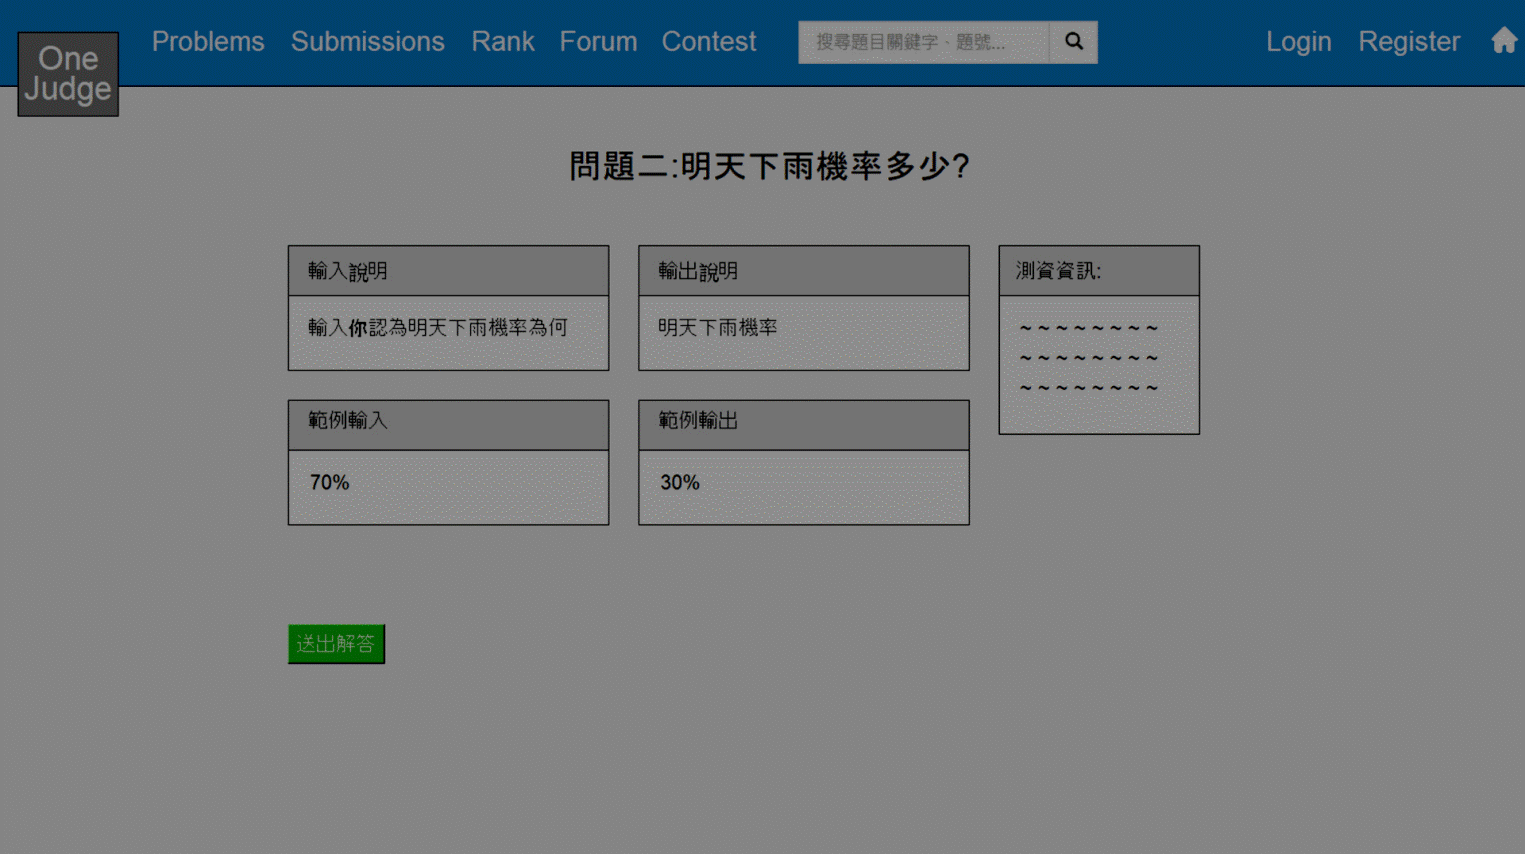 One
Judge
Problems
Submissions
Rank
Forum
Contest
搜尋題目關鍵字、題號...
Login
Register
問題二:明天下雨機率多少?
輸入說明
輸入你認為明天下雨機率為何
輸出說明
明天下雨機率
測資資訊:
~ ~ ~ ~ ~ ~ ~ ~
~ ~ ~ ~ ~ ~ ~ ~
~ ~ ~ ~ ~ ~ ~ ~
範例輸入
70%
範例輸出
30%
送出解答